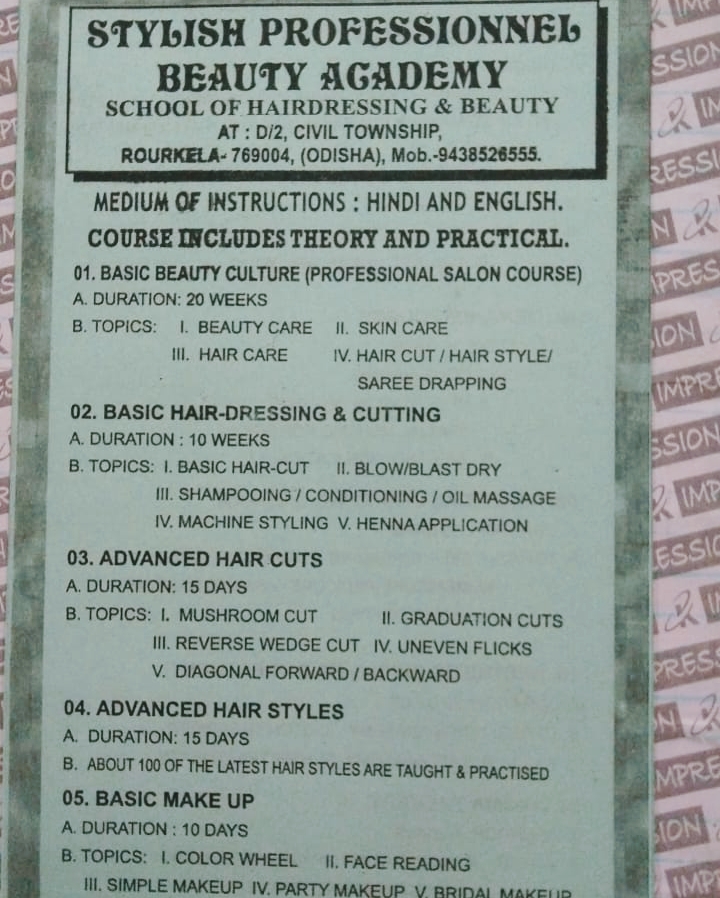 STYLISH PROFESSIONNEL
BEAUTY ACADEMY
SCHOOL OF HAIRDRESSING & BEAUTY
AT : D/2, CIVIL TOWNSHIP,
ROURKELA- 769004, (ODISHA), Mob.-9438526555.
MEDIUM OF INSTRUCTIONS : HINDI AND ENGLISH.
COURSE INCLUDES THEORY AND PRACTICAL.
01. BASIC BEAUTY CULTURE (PROFESSIONAL SALON COURSE)
A. DURATION: 20 WEEKS
B. TOPICS: I. BEAUTY CARE II. SKIN CARE
III. HAIR CARE IV. HAIR CUT / HAIR STYLE/
SAREE DRAPPING
02. BASIC HAIR-DRESSING & CUTTING
A. DURATION : 10 WEEKS
B. TOPICS: I. BASIC HAIR-CUT II. BLOW/BLAST DRY
III. SHAMPOOING / CONDITIONING / OIL MASSAGE
IV. MACHINE STYLING V. HENNA APPLICATION
03. ADVANCED HAIR CUTS
A. DURATION: 15 DAYS
B. TOPICS: I. MUSHROOM CUT II. GRADUATION CUTS
III. REVERSE WEDGE CUT IV. UNEVEN FLICKS
V. DIAGONAL FORWARD / BACKWARD
04. ADVANCED HAIR STYLES
A. DURATION: 15 DAYS
B. ABOUT 100 OF THE LATEST HAIR STYLES ARE TAUGHT & PRACTISED
05. BASIC MAKE UP
A. DURATION : 10 DAYS
B. TOPICS: I. COLOR WHEEL II. FACE READING
III. SIMPLE MAKEUP IV. PARTY MAKEUP V. BRIDAL MAKEUP